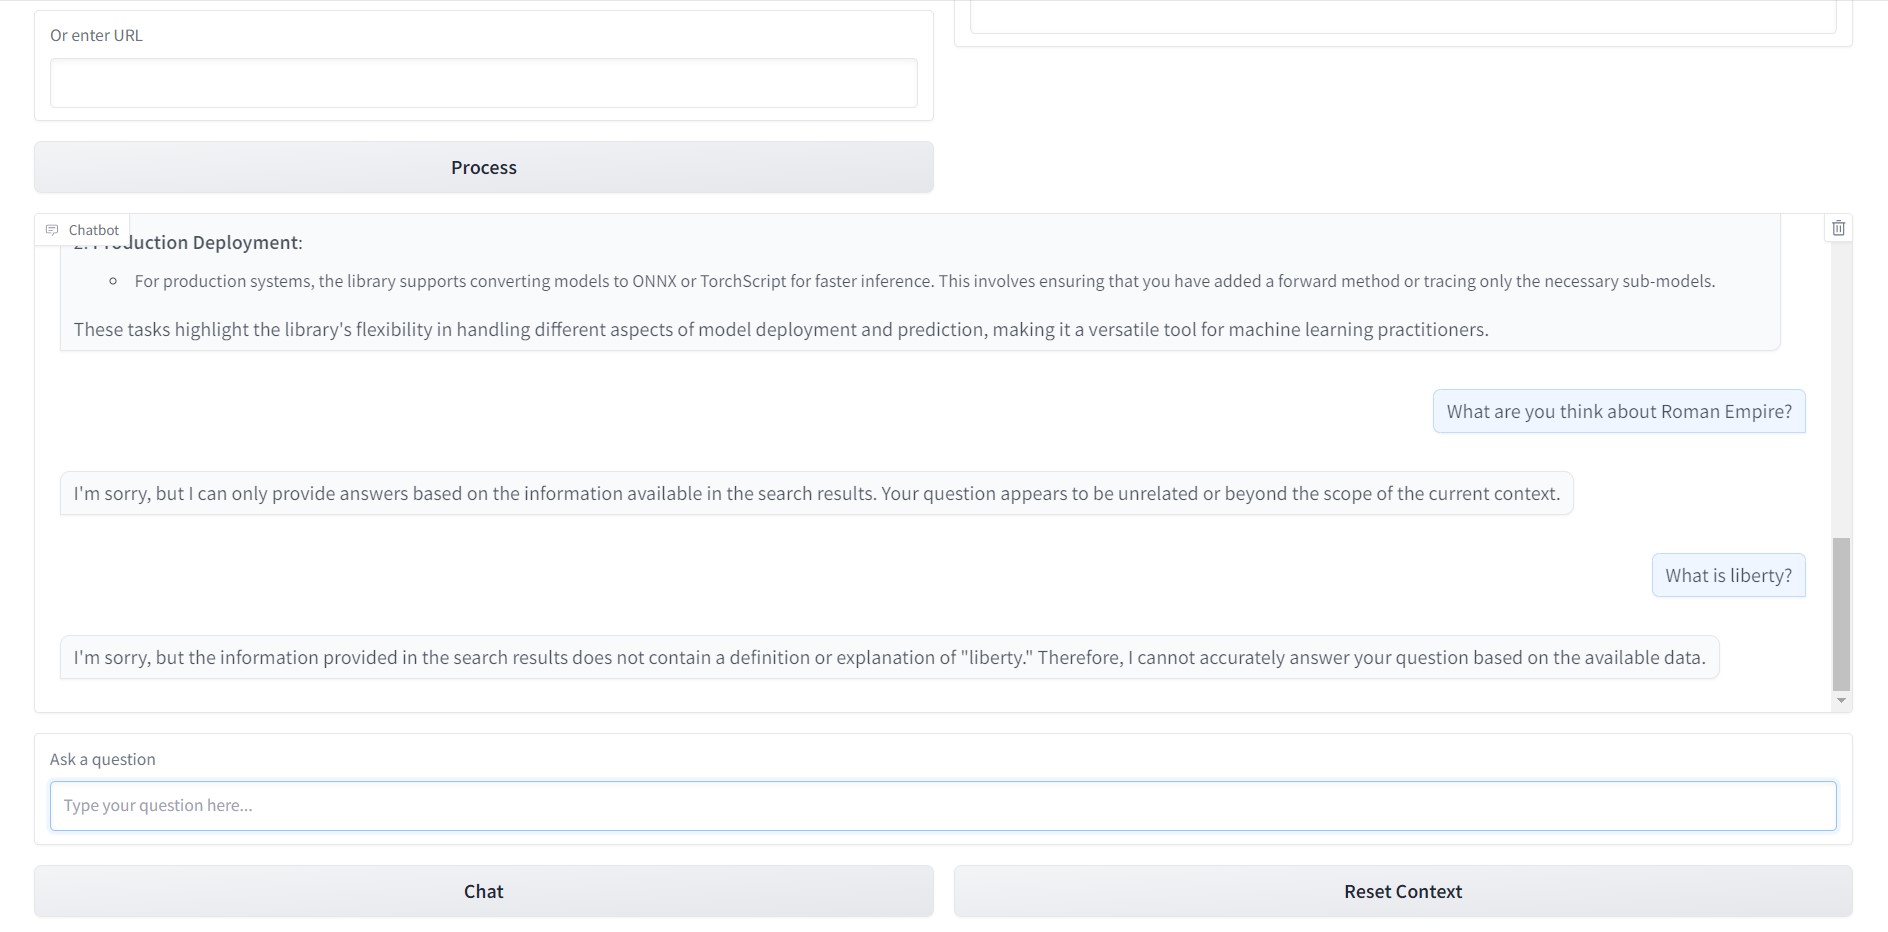 Or enter URL
Process
Chatbot
2. Production Deployment:
For production systems, the library supports converting models to ONNX or TorchScript for faster inference. This involves ensuring that you have added a forward method or tracing only the necessary sub-models.
These tasks highlight the library's flexibility in handling different aspects of model deployment and prediction, making it a versatile tool for machine learning practitioners.
What are you think about Roman Empire?
I'm sorry, but I can only provide answers based on the information available in the search results. Your question appears to be unrelated or beyond the scope of the current context.
What is liberty?
I'm sorry, but the information provided in the search results does not contain a definition or explanation of "liberty." Therefore, I cannot accurately answer your question based on the available data.
Ask a question
Type your question here...
Chat
Reset Context